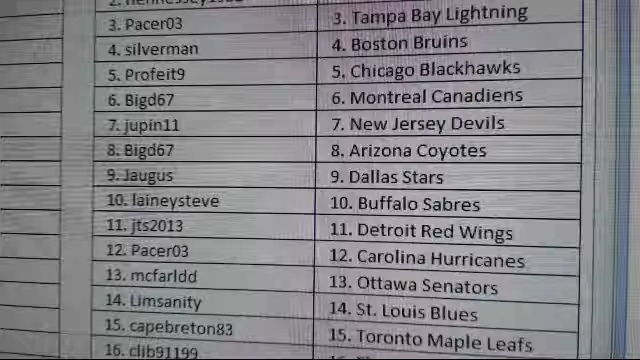 3. Pacer03 3. Tampa Bay Lightning
4. silverman 4. Boston Bruins
5. Profeit9 5. Chicago Blackhawks
6. Bigd67 6. Montreal Canadiens
7. jupin11 7. New Jersey Devils
8. Bigd67 8. Arizona Coyotes
9. Jaugus 9. Dallas Stars
10. laineysteve 10. Buffalo Sabres
11. jts2013 11. Detroit Red Wings
12. Pacer03 12. Carolina Hurricanes
13. mcfarldd 13. Ottawa Senators
14. Limsanity 14. St. Louis Blues
15. capebreton83 15. Toronto Maple Leafs
16. clib91199